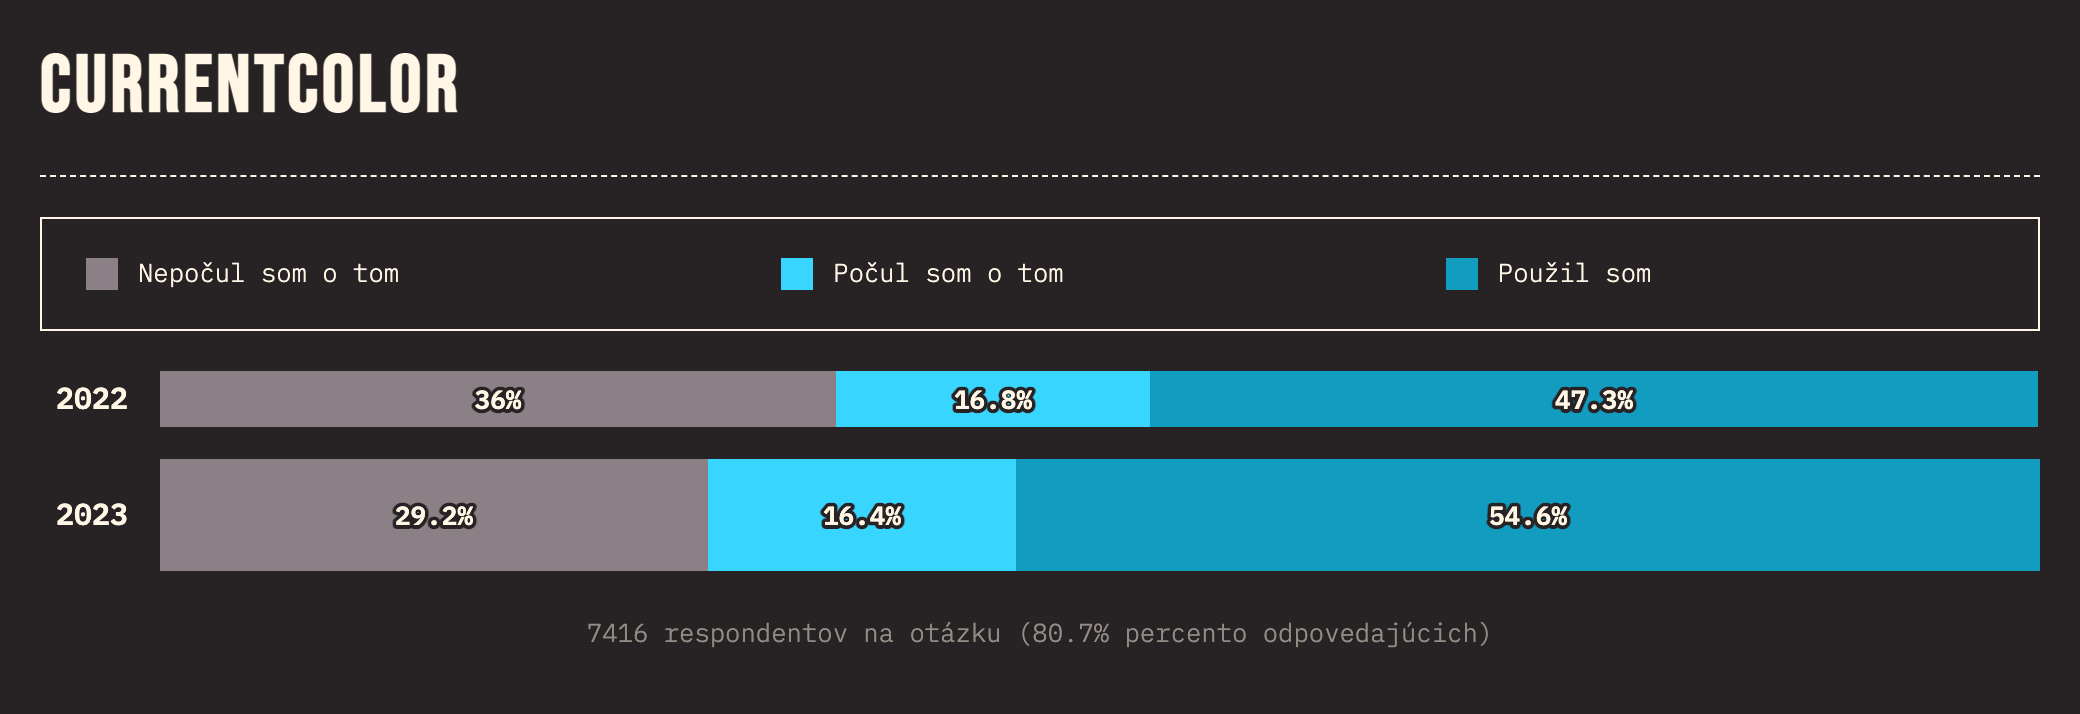 CURRENTCOLOR
Nepočul som o tom Počul som o tom Použil som
2022 36% 16.8% 47.3%
2023 29.2% 16.4% 54.6%
7416 respondentov na otázku (80.7% percento odpovedajúcich)